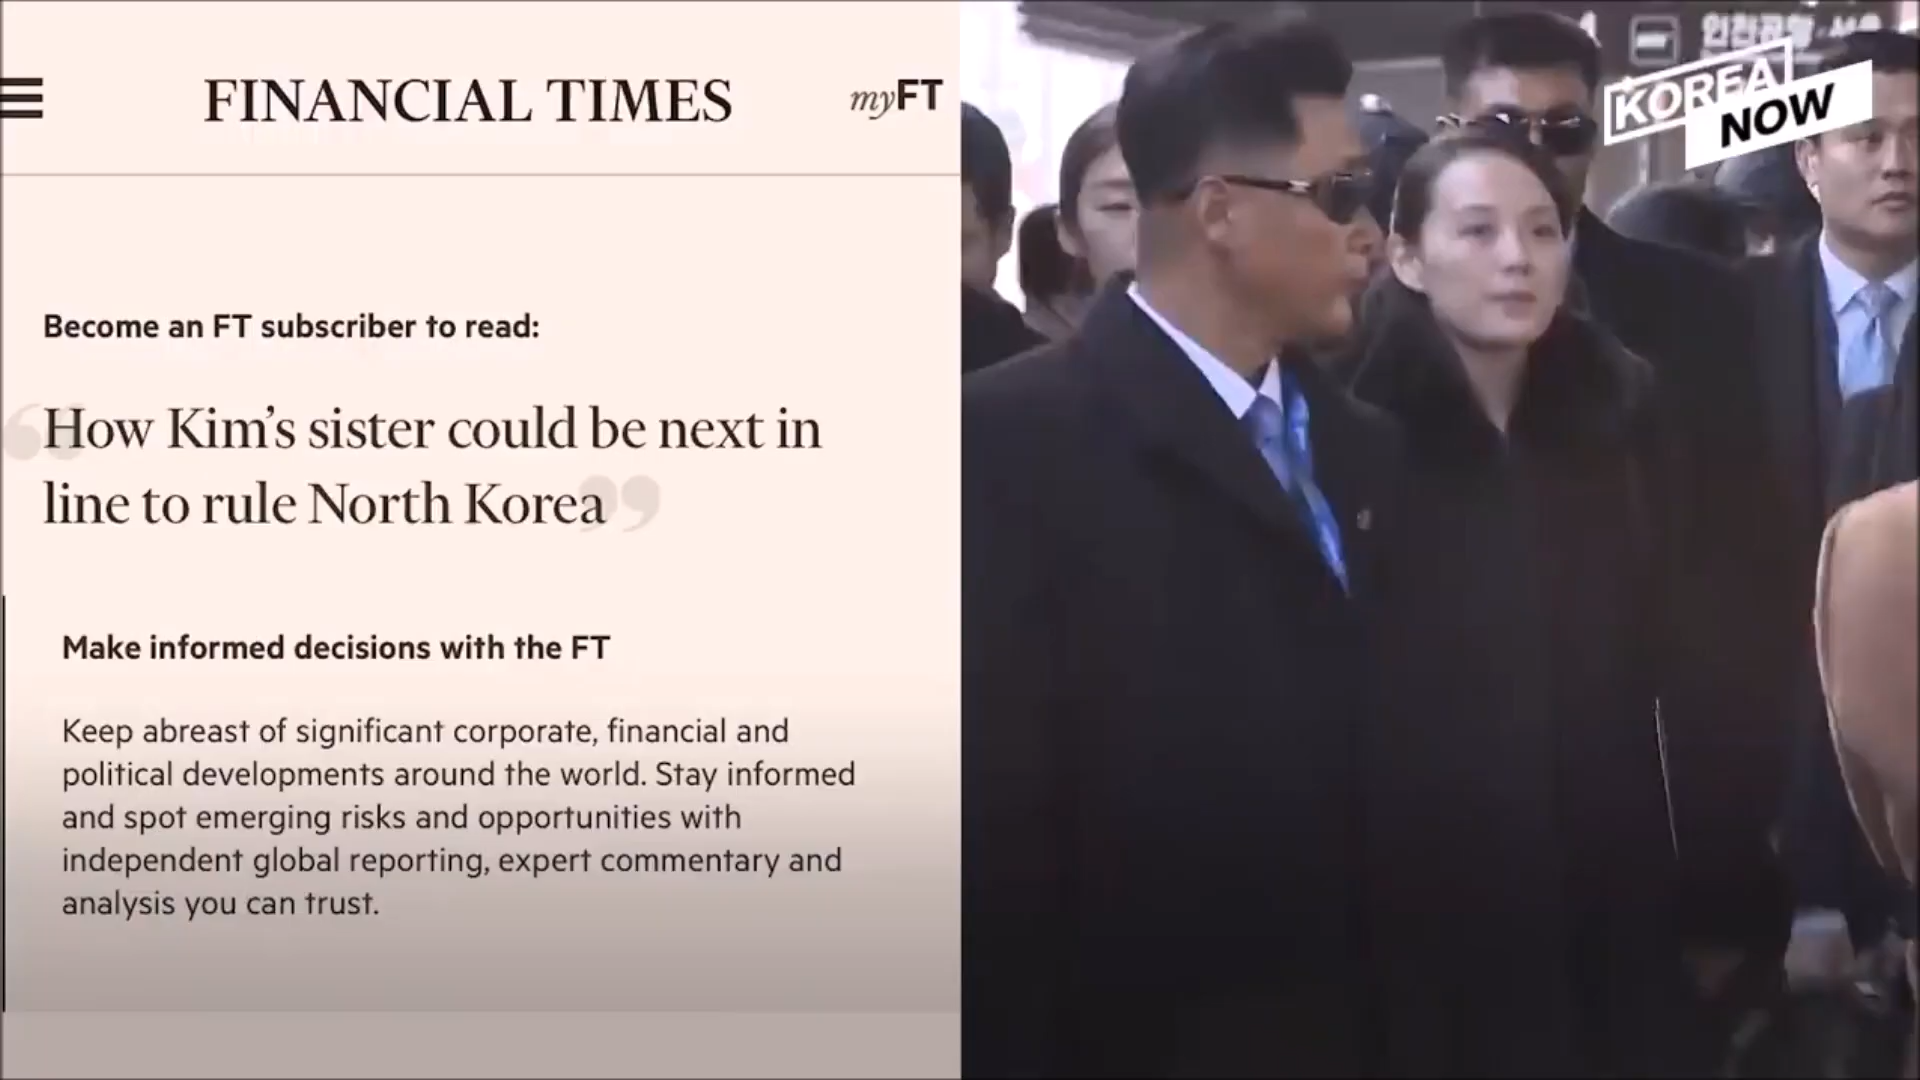 FINANCIAL TIMES
myFT
Become an FT subscriber to read:
“How Kim’s sister could be next in
line to rule North Korea”
Make informed decisions with the FT
Keep abreast of significant corporate, financial and
political developments around the world. Stay informed
and spot emerging risks and opportunities with
independent global reporting, expert commentary and
analysis you can trust.
KOREA
NOW